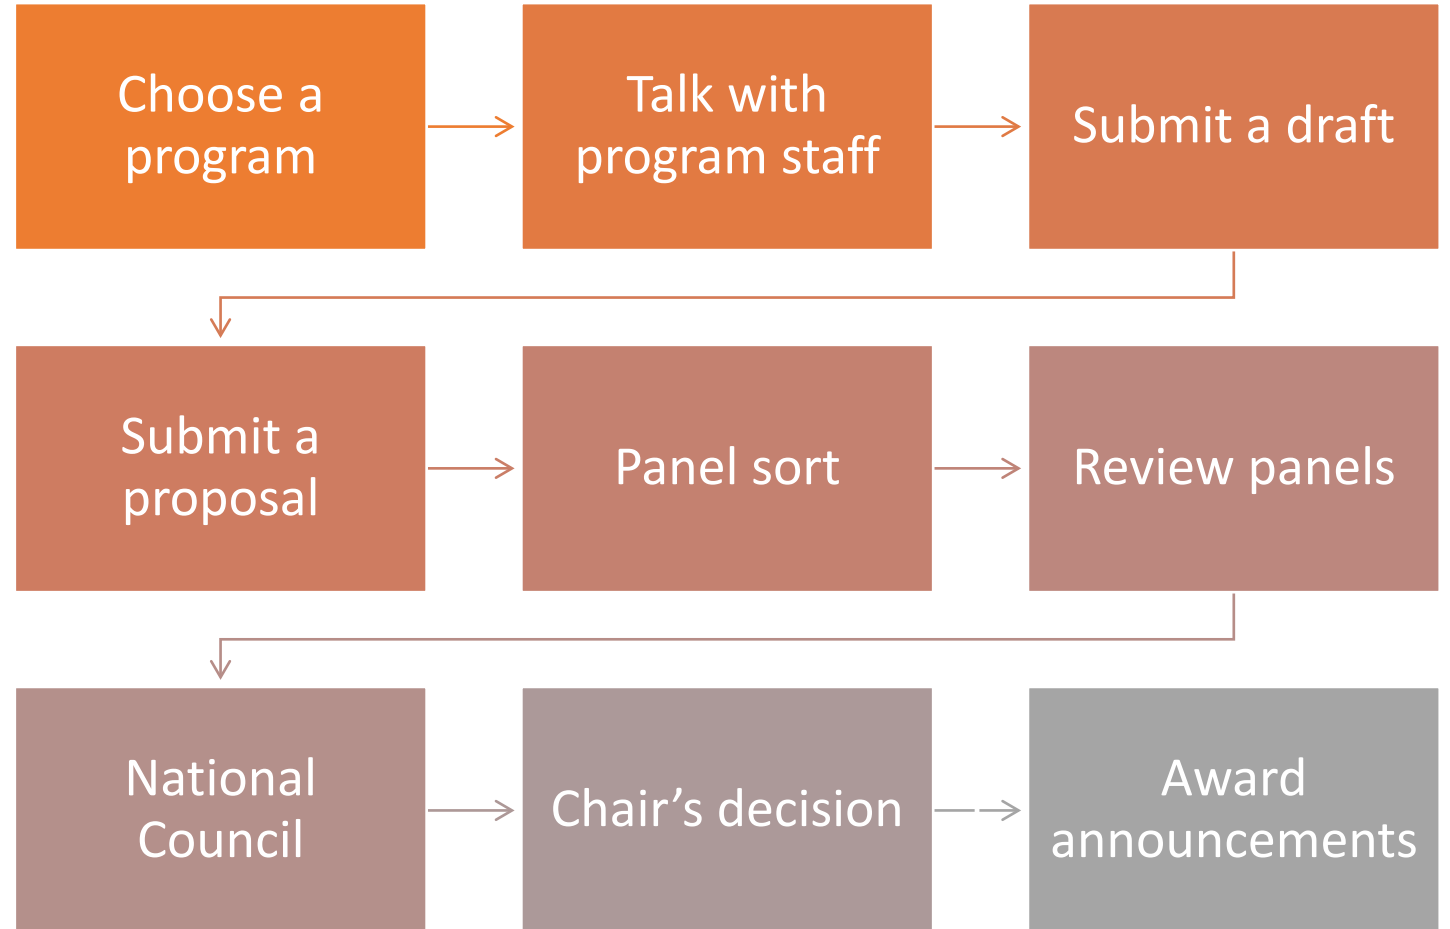 Choose a
program
Talk with
program staff
Submit a draft
Submit a
proposal
Panel sort
Review panels
National
Council
Chair’s decision
Award
announcements